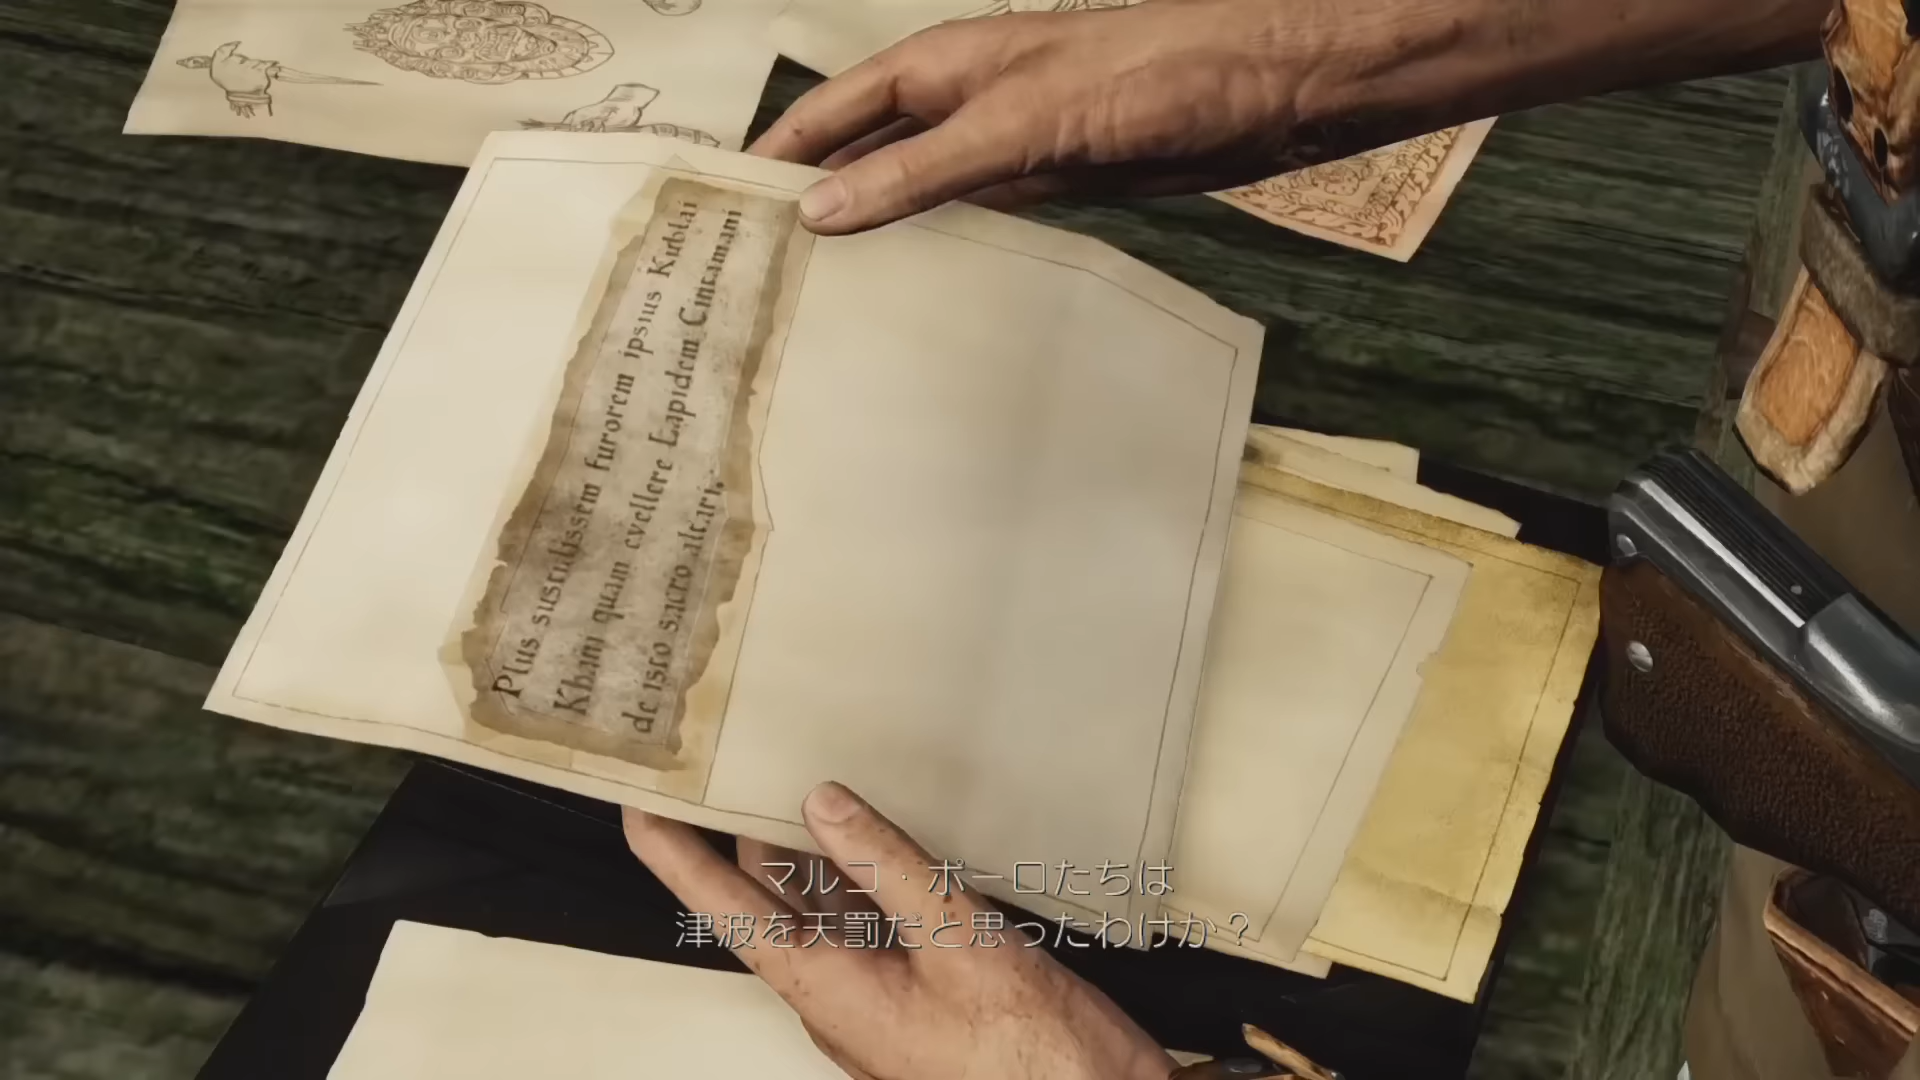 Plus sustulissem furorem ipsius Kublai
Khani quam evellere Lapidem Cintamani
de isto sacro altari.
マルコ・ポーロたちは
津波を天罰だと思ったわけか?